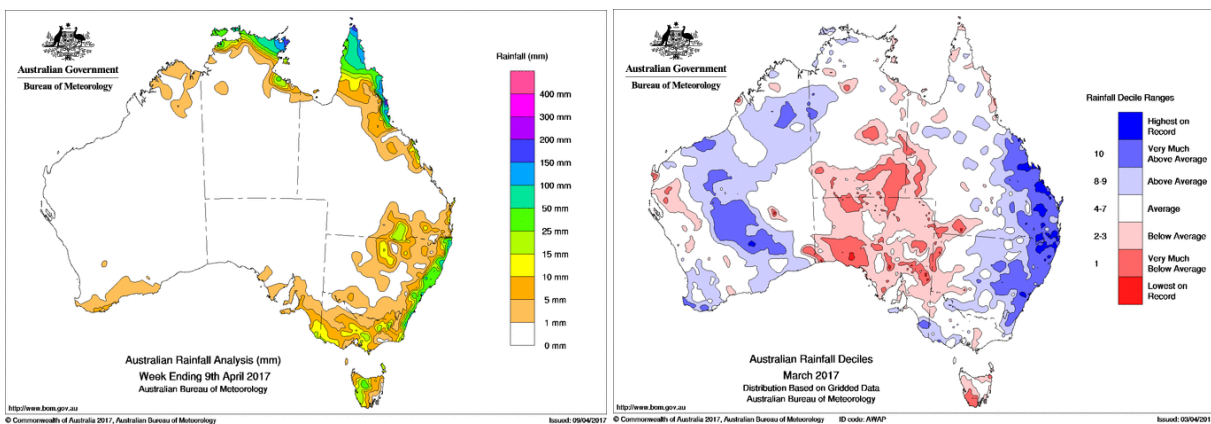 Australian Government
Bureau of Meteorology
Rainfall (mm)
400 mm
300 mm
200 mm
150 mm
100 mm
50 mm
25 mm
15 mm
10 mm
5 mm
1 mm
0 mm
Australian Rainfall Analysis (mm)
Week Ending 9th April 2017
Australian Bureau of Meteorology
http://www.bom.gov.au
© Commonwealth of Australia 2017, Australian Bureau of Meteorology
Issued: 09/04/2017
Australian Government
Bureau of Meteorology
Rainfall Decile Ranges
Highest on
Record
10
Very Much
Above Average
8-9
Above Average
4-7
Average
2-3
Below Average
1
Very Much
Below Average
Lowest on
Record
Australian Rainfall Deciles
March 2017
Distribution Based on Gridded Data
Australian Bureau of Meteorology
http://www.bom.gov.au
© Commonwealth of Australia 2017, Australian Bureau of Meteorology
ID code: AWAP
Issued: 03/04/201